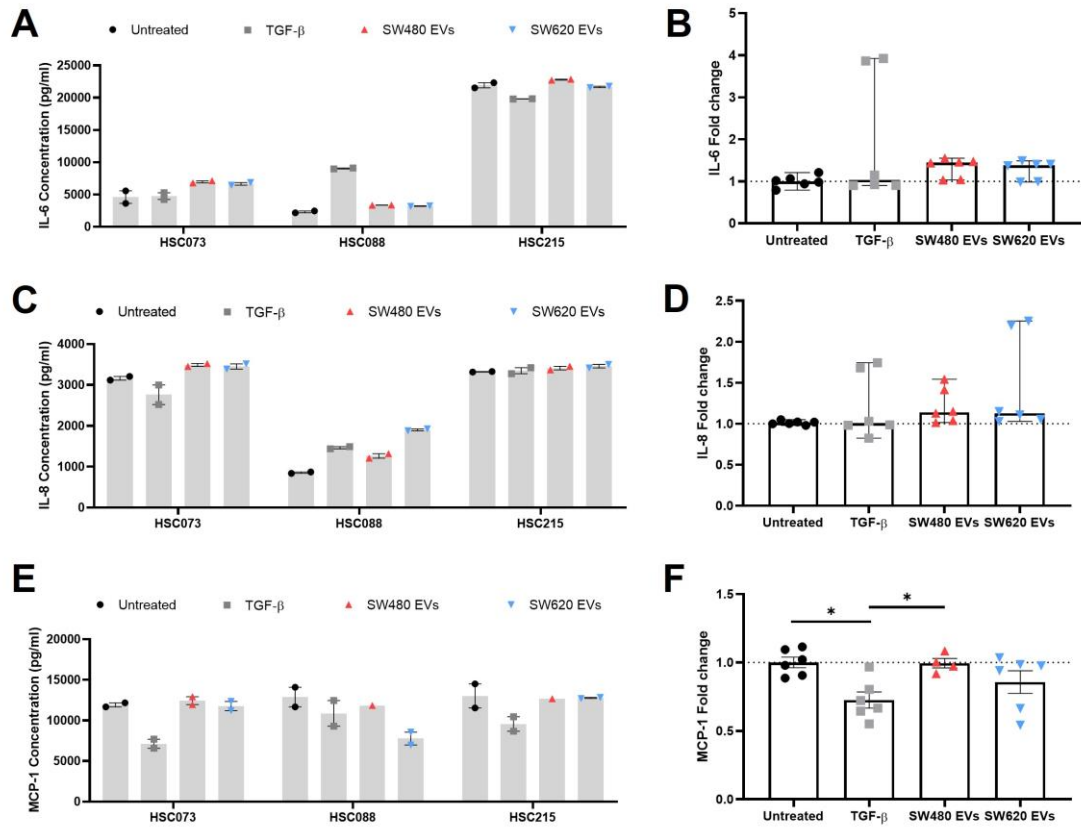 A
Untreated TGF-β SW480 EVs SW620 EVs
IL-6 Concentration (pg/ml)
25000
20000
15000
10000
5000
0
HSC073 HSC088 HSC215
B
IL-6 Fold change
5
4
3
2
1
0
Untreated TGF-β SW480 EVs SW620 EVs
C
Untreated TGF-β SW480 EVs SW620 EVs
IL-8 Concentration (pg/ml)
4000
3000
2000
1000
0
HSC073 HSC088 HSC215
D
IL-8 Fold change
2.5
2.0
1.5
1.0
0.5
0.0
Untreated TGF-β SW480 EVs SW620 EVs
E
Untreated TGF-β SW480 EVs SW620 EVs
MCP-1 Concentration (pg/ml)
20000
15000
10000
5000
0
HSC073 HSC088 HSC215
F
MCP-1 Fold change
1.5
1.0
0.5
0.0
* *
Untreated TGF-β SW480 EVs SW620 EVs